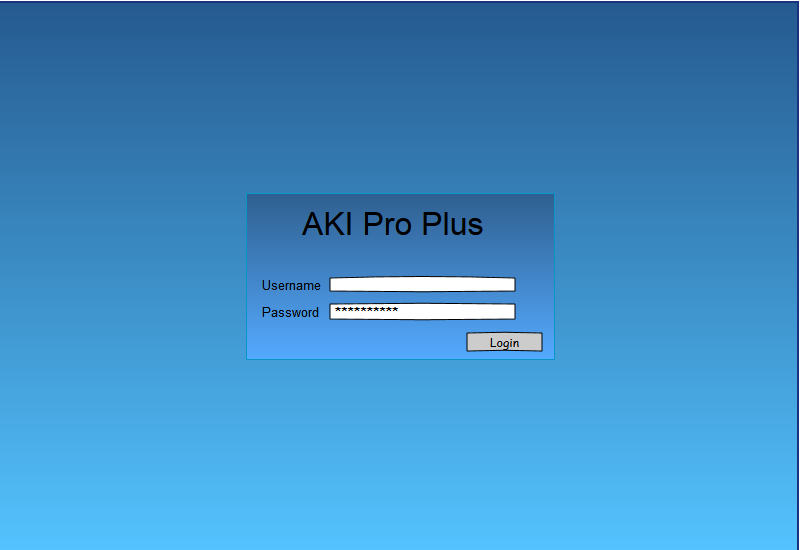 AKI Pro Plus
Username
Password **********
Login